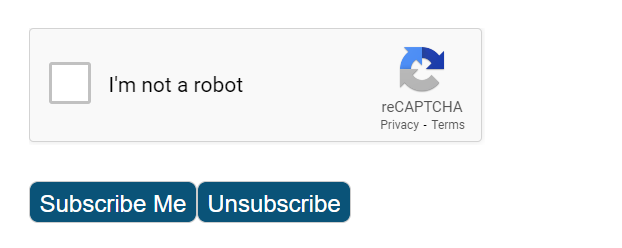 I'm not a robot
reCAPTCHA
Privacy - Terms
Subscribe Me Unsubscribe